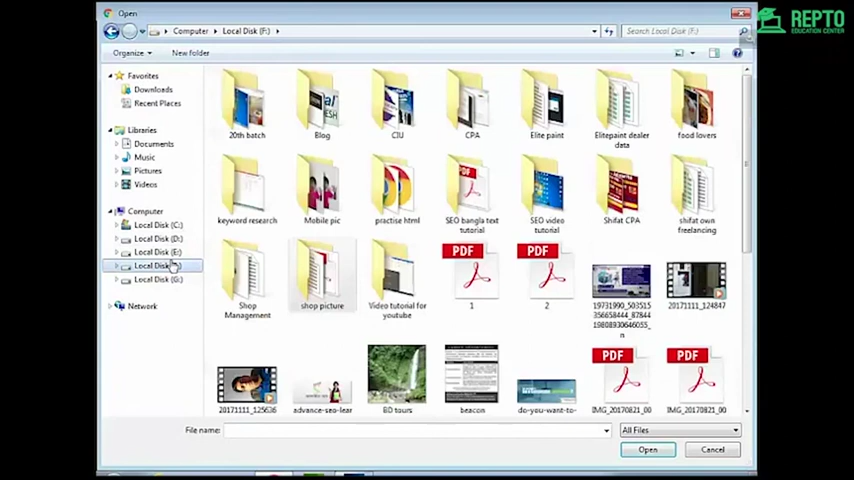 Open
REPTO
EDUCATION CENTER
Computer
Local Disk (F:)
Search Local Disk (F:)
Organize
New folder
Favorites
Downloads
Recent Places
Libraries
Documents
Music
Pictures
Videos
Computer
Local Disk (C:)
Local Disk (D:)
Local Disk (E:)
Local Disk
Local Disk (G:)
Network
20th batch
Blog
CIU
CPA
Elite paint
Elitepaint dealer
data
food lovers
keyword research
Mobile pic
practise html
SEO bangla text
tutorial
SEO video
tutorial
Shifat CPA
shifat own
freelancing
Shop
Management
shop picture
Video tutorial for
youtube
PDF
1
PDF
2
19731990_503515
356658444_87844
19808930646055_
n
20171111_124847
20171111_125636
advance-seo-lear
BD tours
beacon
do-you-want-to-
PDF
IMG_20170821_00
PDF
IMG_20170821_00
File name:
All Files
Open
Cancel